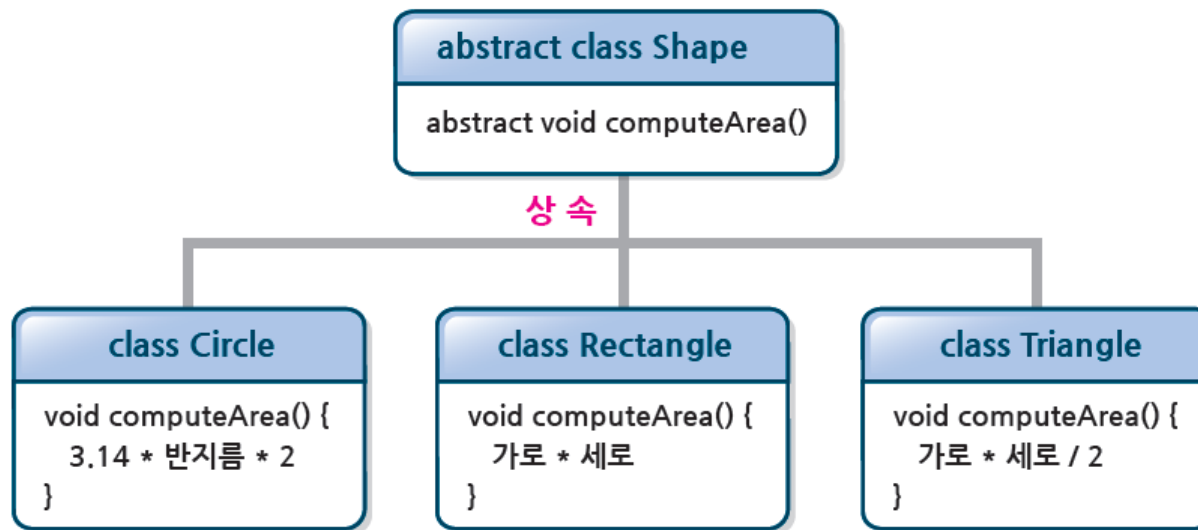 abstract class Shape
abstract void computeArea()
상 속
class Circle
void computeArea() {
3.14 * 반지름 * 2
}
class Rectangle
void computeArea() {
가로 * 세로
}
class Triangle
void computeArea() {
가로 * 세로 / 2
}